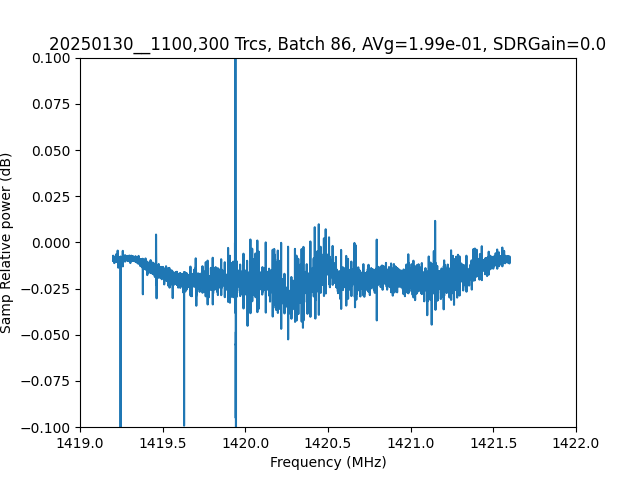 20250130__1100,300 Trcs, Batch 86, AVg=1.99e-01, SDRGain=0.0
Samp Relative power (dB)
0.100
0.075
0.050
0.025
0.000
−0.025
−0.050
−0.075
−0.100
1419.0 1419.5 1420.0 1420.5 1421.0 1421.5 1422.0
Frequency (MHz)